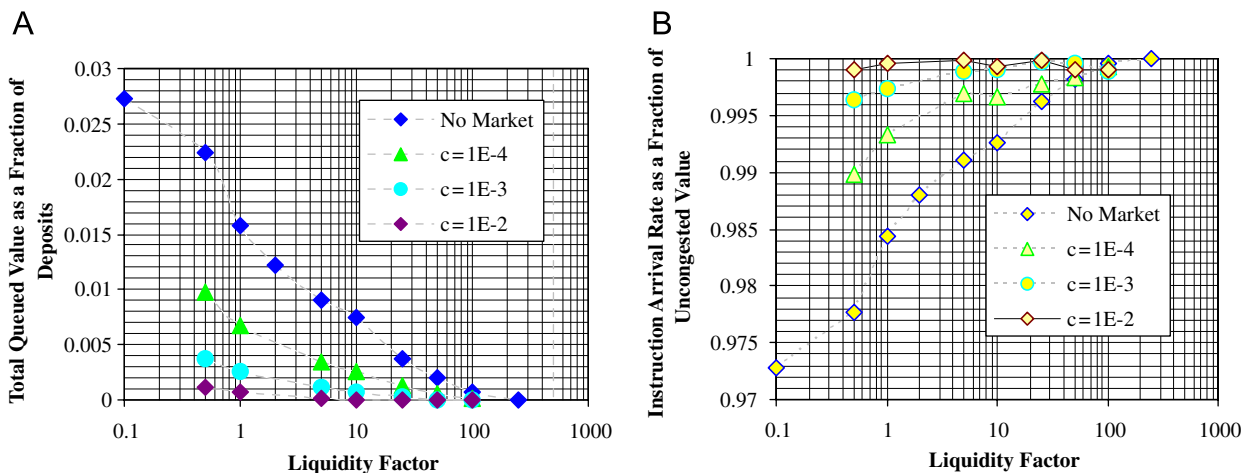 A
Total Queued Value as a Fraction of
Deposits
0.03
0.025
0.02
0.015
0.01
0.005
0
0.1
1
10
100
1000
Liquidity Factor
No Market
c=1E-4
c=1E-3
c=1E-2
B
Instruction Arrival Rate as a Fraction of
Uncongested Value
1
0.995
0.99
0.985
0.98
0.975
0.97
0.1
1
10
100
1000
Liquidity Factor
No Market
c=1E-4
c=1E-3
c=1E-2